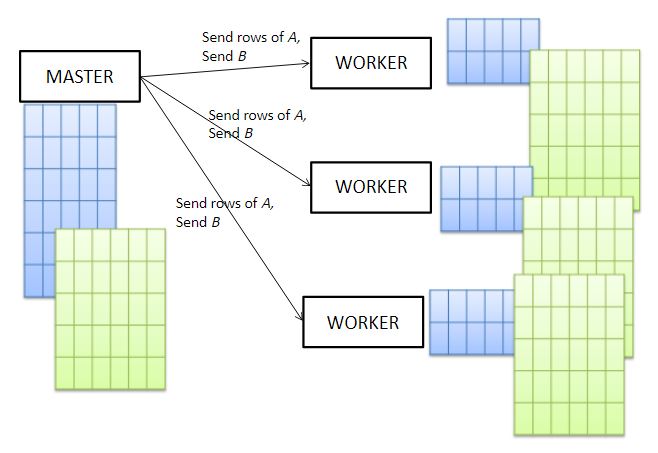 Send rows of A,
Send B
MASTER
WORKER
Send rows of A,
Send B
WORKER
Send rows of A,
Send B
WORKER